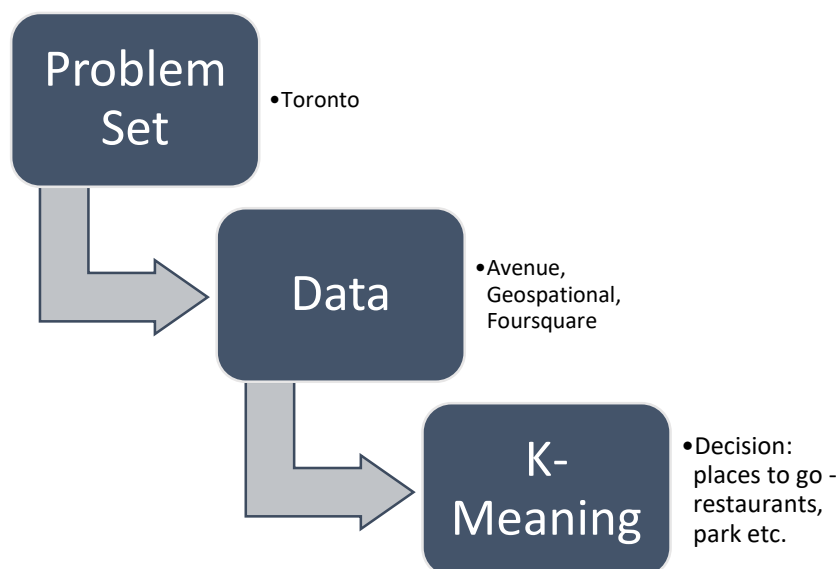 Problem
Set
•Toronto
Data
•Avenue,
Geospational,
Foursquare
K-
Meaning
•Decision:
places to go -
restaurants,
park etc.